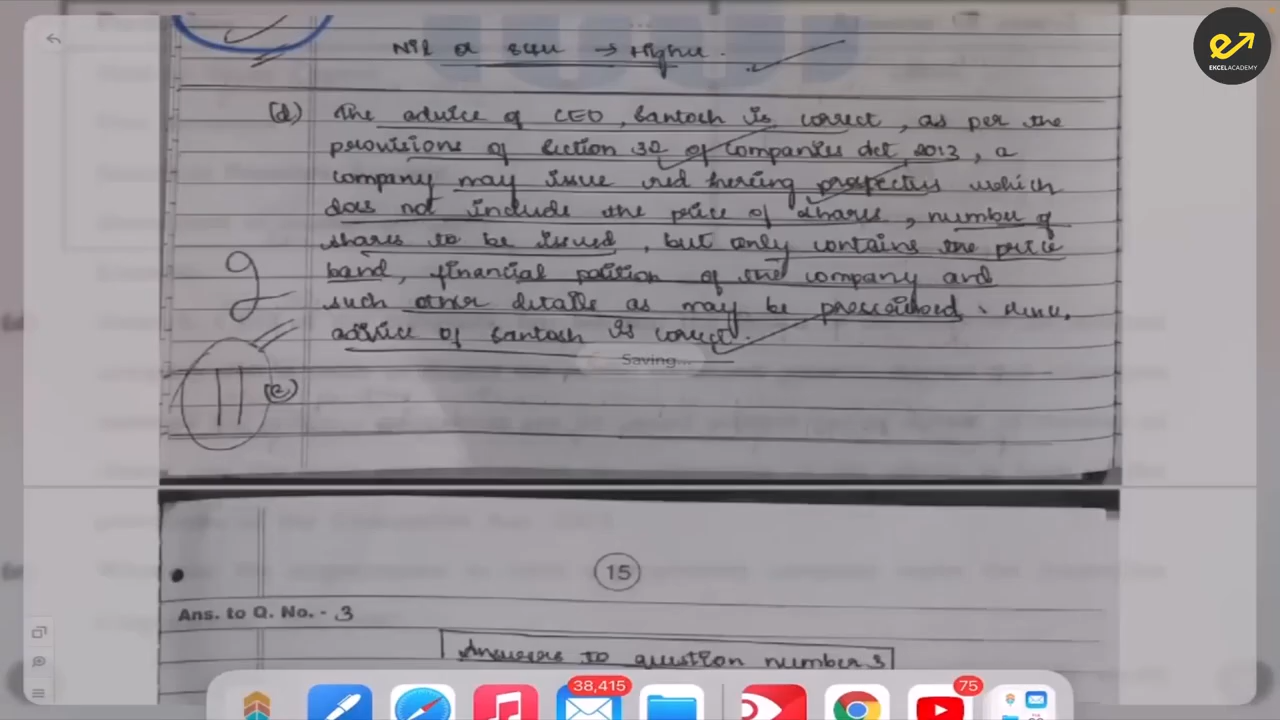 EKCELACADEMY
Nil or → Higher.
(d) The advice of CEO, Santosh is correct, as per the
provisions of Section 32 of Companies Act, 2013, a
company may issue red hering prospectus which
does not include the price of shares, number of
shares to be issued, but only contains the price
band, financial position of the company and
such other details as may be prescribed. Hence,
advice of Santosh is correct.
2
Saving...
11
(e)
15
Ans. to Q. No. - 3
Answers to question number 3
38,415
75